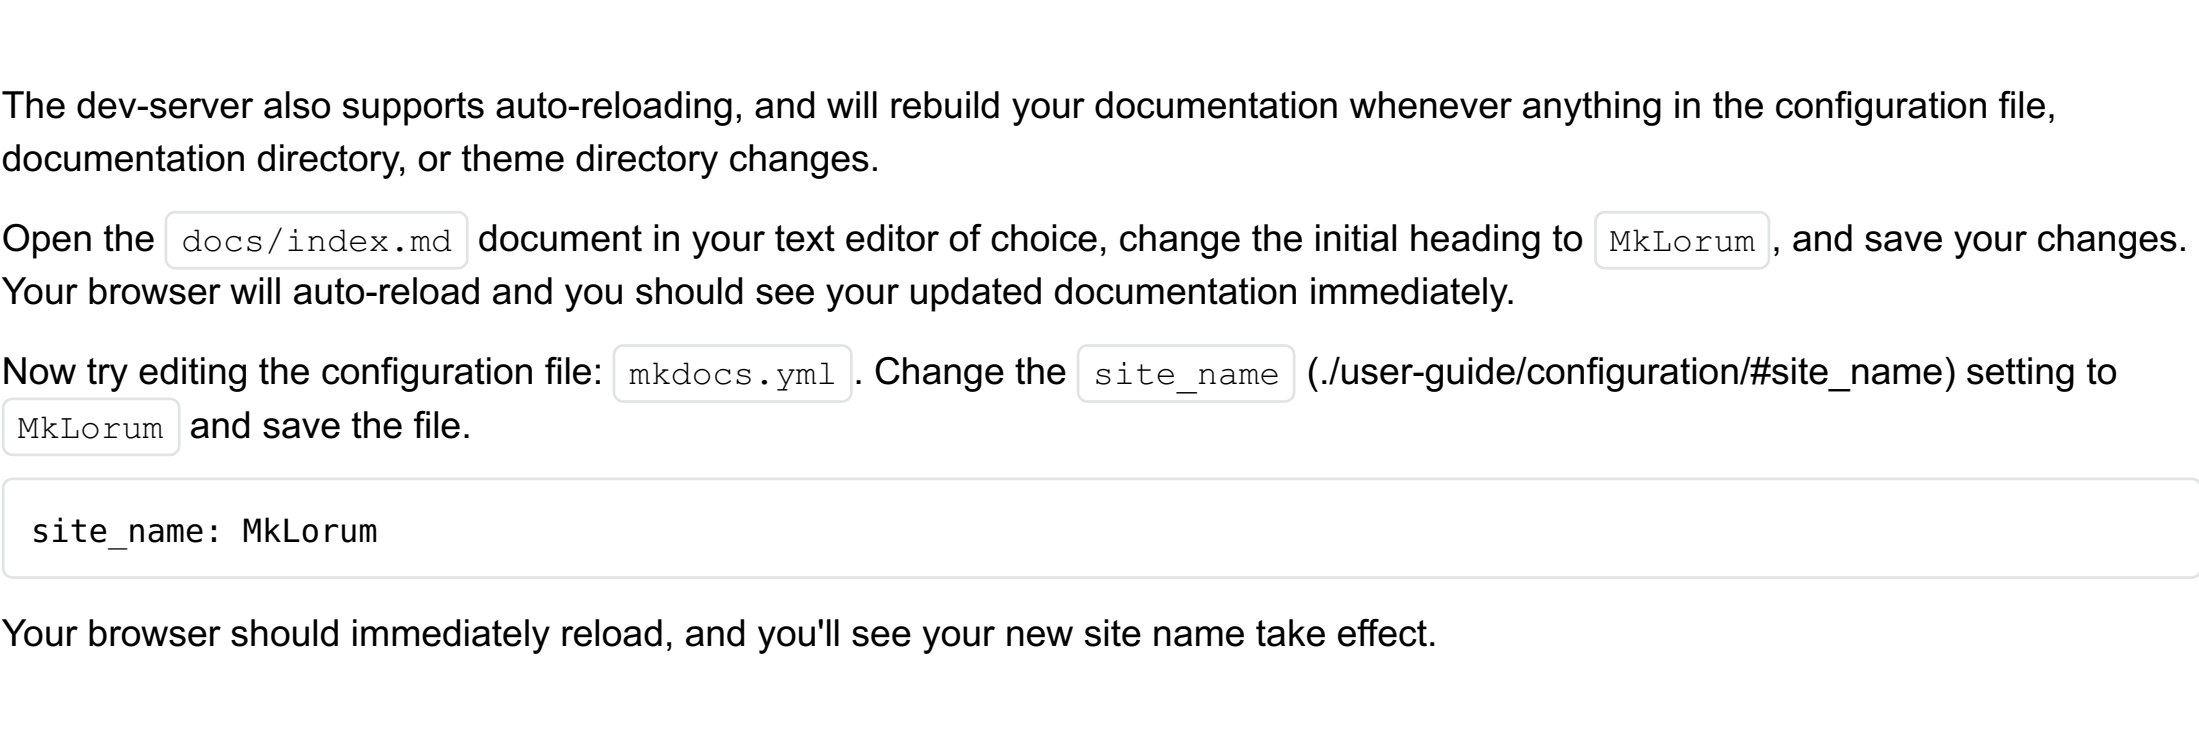 The dev-server also supports auto-reloading, and will rebuild your documentation whenever anything in the configuration file,
documentation directory, or theme directory changes.
Open the docs/index.md document in your text editor of choice, change the initial heading to MkLorum, and save your changes.
Your browser will auto-reload and you should see your updated documentation immediately.
Now try editing the configuration file: mkdocs.yml. Change the site_name (./user-guide/configuration/#site_name) setting to
MkLorum and save the file.
site_name: MkLorum
Your browser should immediately reload, and you'll see your new site name take effect.